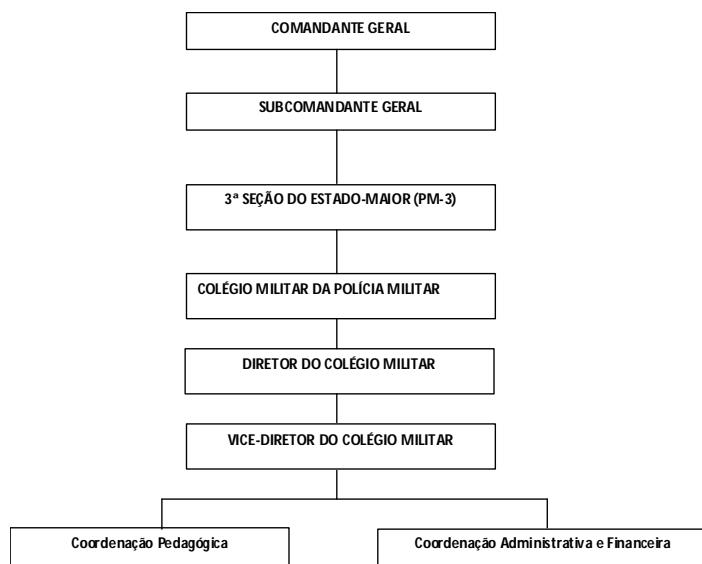 COMANDANTE GERAL
SUBCOMANDANTE GERAL
3ª SEÇÃO DO ESTADO-MAIOR (PM-3)
COLÉGIO MILITAR DA POLÍCIA MILITAR
DIRETOR DO COLÉGIO MILITAR
VICE-DIRETOR DO COLÉGIO MILITAR
Coordenação Pedagógica
Coordenação Administrativa e Financeira